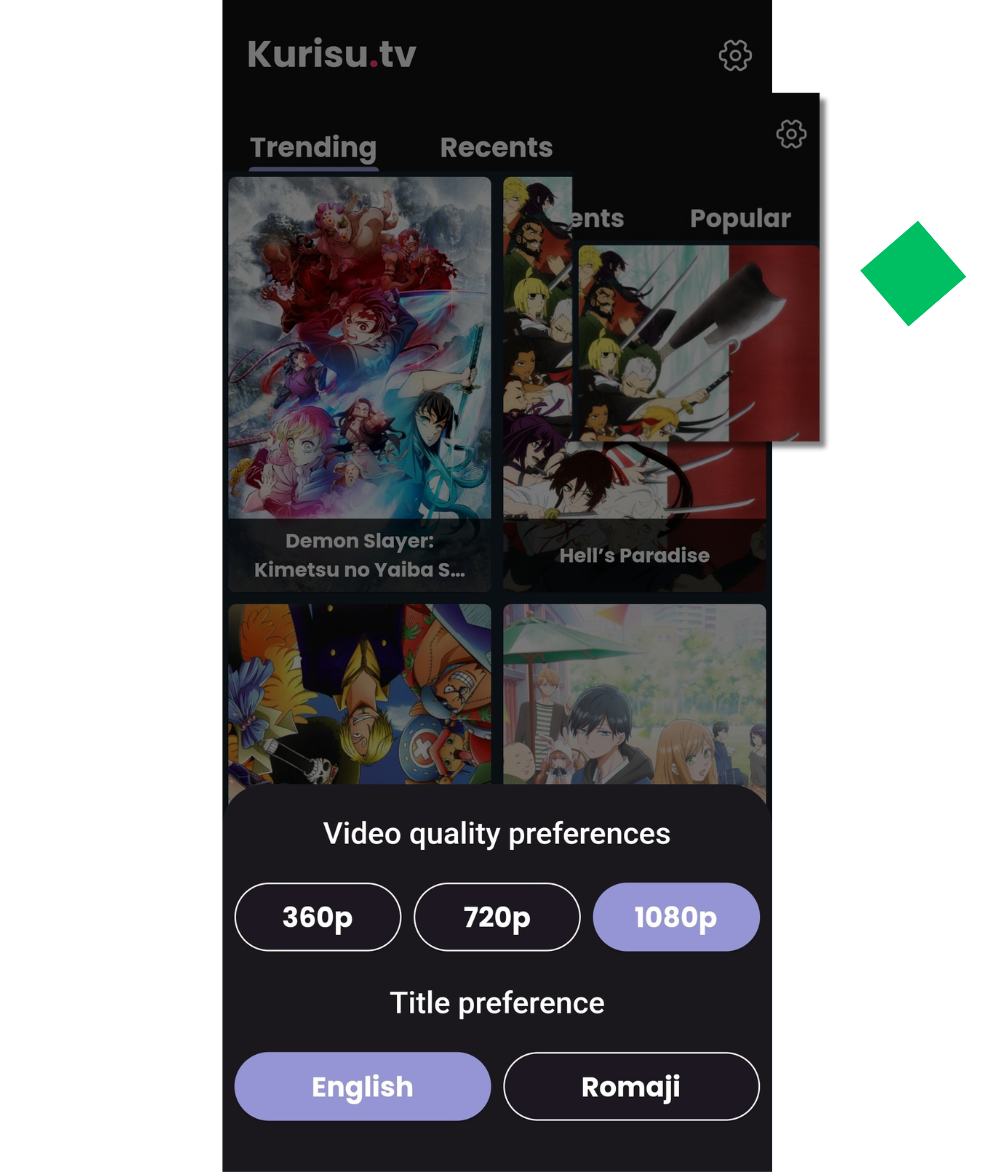 Kurisu.tv
Trending
Recents
ents
Popular
Demon Slayer:
Kimetsu no Yaiba S...
Hell's Paradise
Video quality preferences
360p
720p
1080p
Title preference
English
Romaji